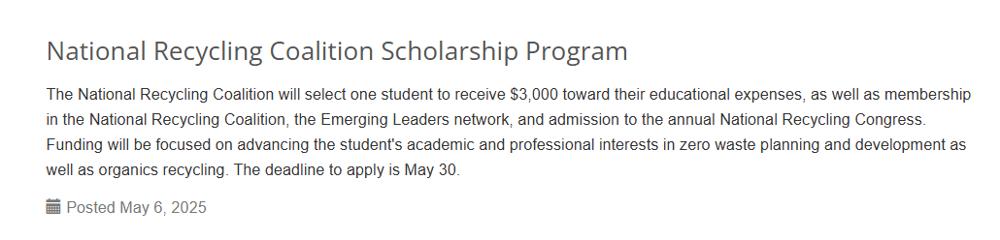 National Recycling Coalition Scholarship Program
The National Recycling Coalition will select one student to receive $3,000 toward their educational expenses, as well as membership
in the National Recycling Coalition, the Emerging Leaders network, and admission to the annual National Recycling Congress.
Funding will be focused on advancing the student's academic and professional interests in zero waste planning and development as
well as organics recycling. The deadline to apply is May 30.
Posted May 6, 2025